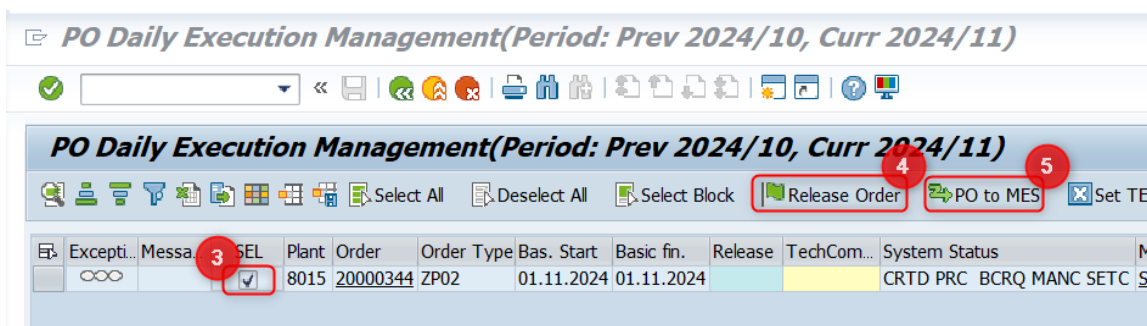 PO Daily Execution Management(Period: Prev 2024/10, Curr 2024/11)
PO Daily Execution Management(Period: Prev 2024/10, Curr 2024/11)
4 5
Select All Deselect All Select Block Release Order PO to MES Set TE
Excepti... Messa... 3 SEL Plant Order Order Type Bas. Start Basic fin. Release TechCom... System Status M
8015 20000344 ZP02 01.11.2024 01.11.2024 CRTD PRC BCRQ MANC SETC S